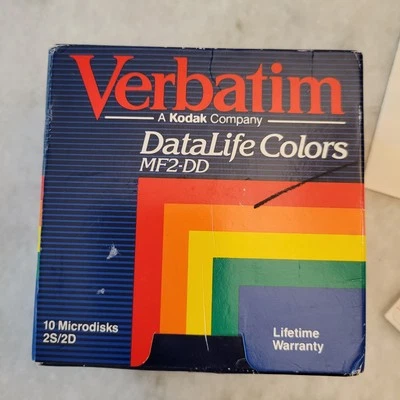 Verbatim
A Kodak Company
DataLife Colors
MF2-DD
10 Microdisks
2S/2D
Lifetime
Warranty